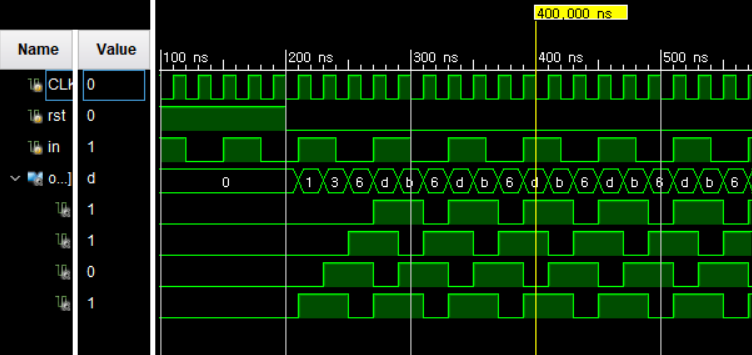 400,000 ns
Name Value
100 ns 200 ns 300 ns 400 ns 500 ns
CLK 0
rst 0
in 1
o...] d 0 1 3 6 d b 6 d b 6 d b 6 d b 6 d b 6
1
1
0
1